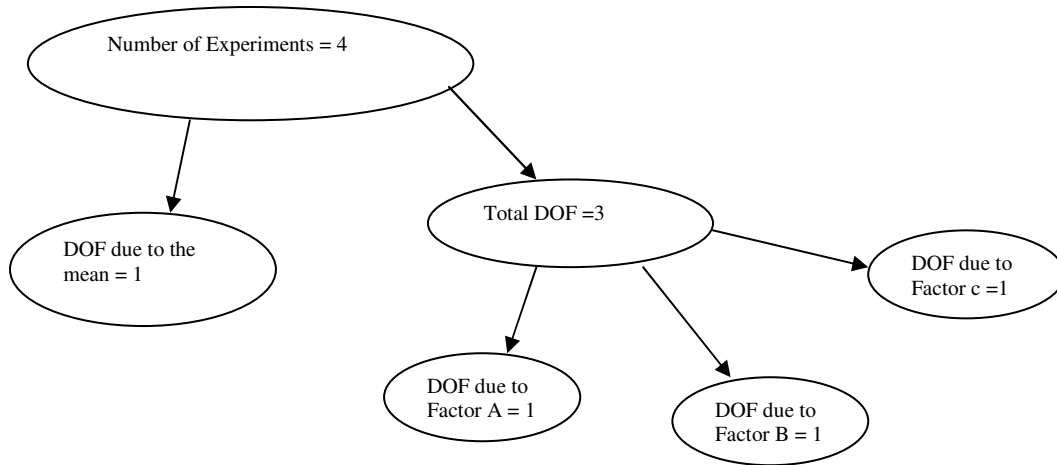 Number of Experiments = 4
Total DOF =3
DOF due to the
mean = 1
DOF due to
Factor c =1
DOF due to
Factor A = 1
DOF due to
Factor B = 1